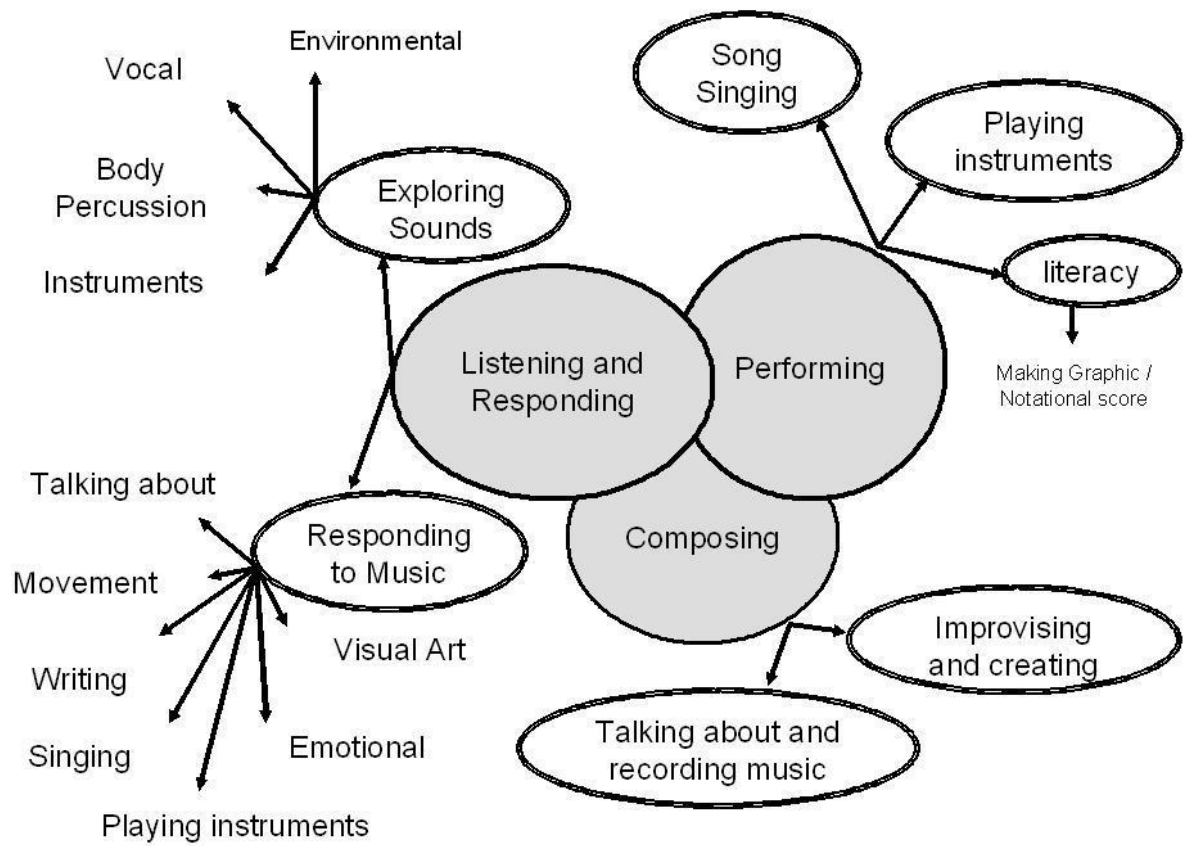 Environmental
Vocal
Body
Percussion
Instruments
Exploring
Sounds
Song
Singing
Playing
instruments
literacy
Making Graphic /
Notational score
Listening and
Responding
Performing
Composing
Talking about
Movement
Writing
Singing
Playing instruments
Emotional
Visual Art
Responding
to Music
Improvising
and creating
Talking about and
recording music